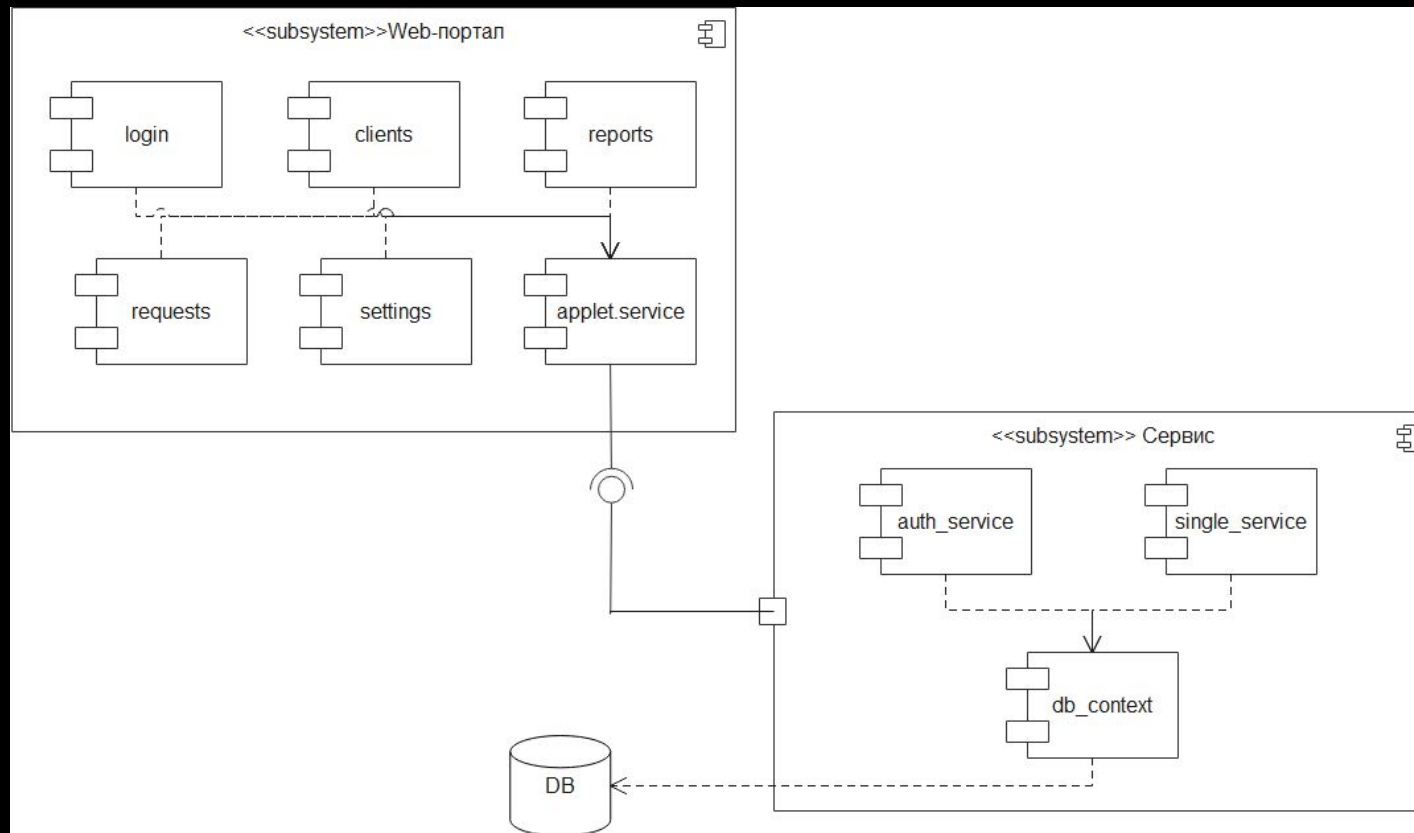 <<subsystem>>Web-портал
login
clients
reports
requests
settings
applet.service
<<subsystem>> Сервис
auth_service
single_service
db_context
DB